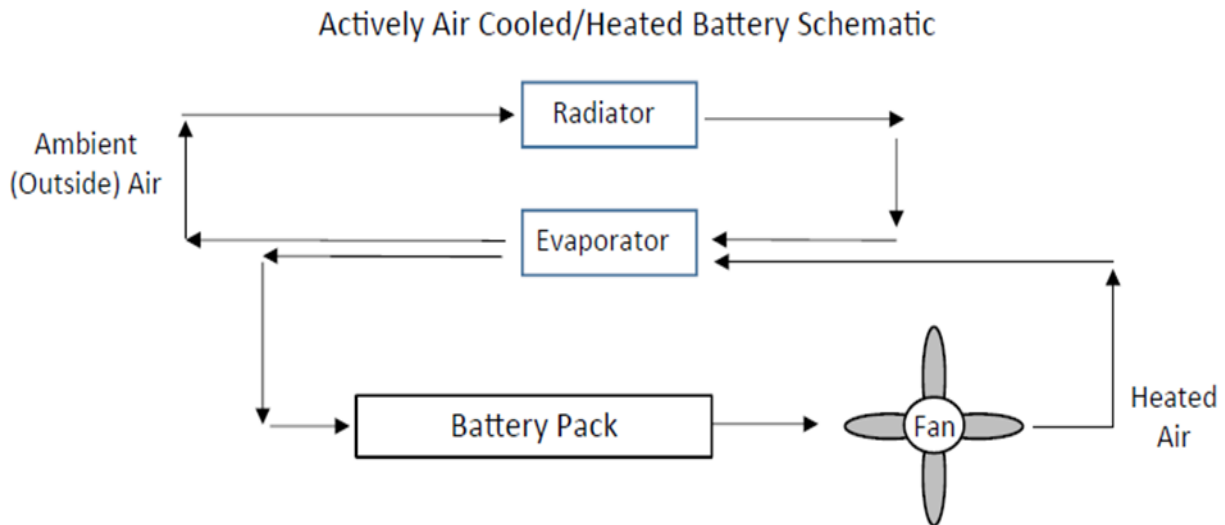 Actively Air Cooled/Heated Battery Schematic
Radiator
Ambient
(Outside) Air
Evaporator
Battery Pack
Fan
Heated
Air